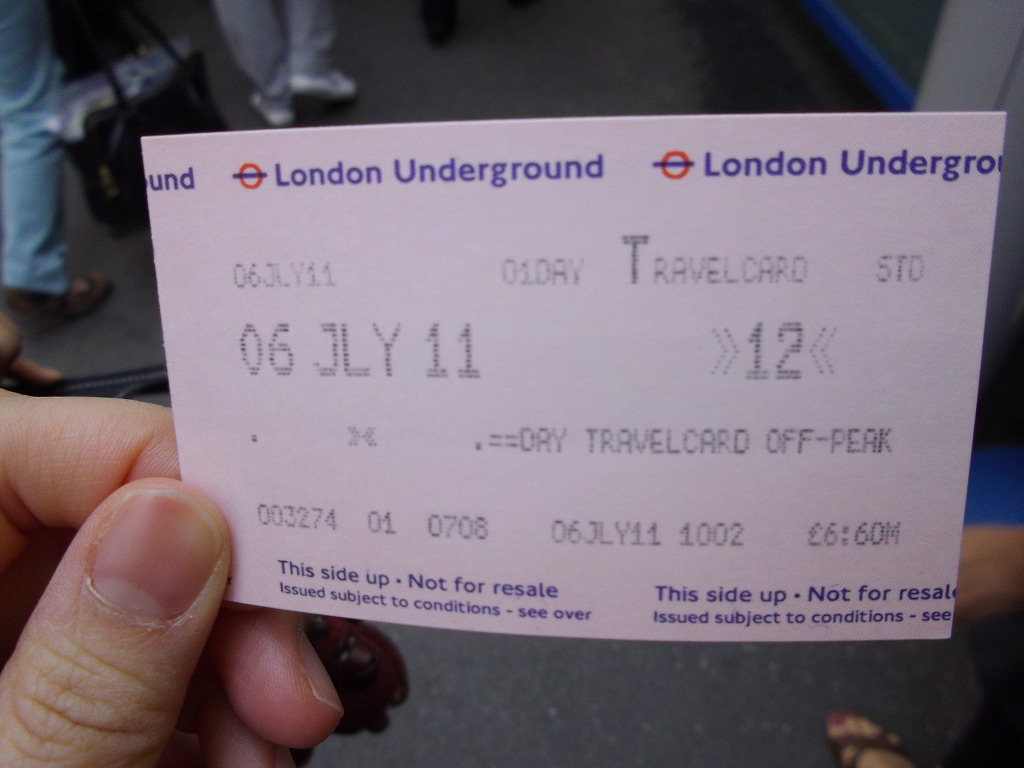 und London Underground London Undergrou
06JLY11 01DAY TRAVELCARD STD
06 JLY 11 »12«
. »« .==DAY TRAVELCARD OFF-PEAK
003274 01 0708 06JLY11 1002 £6:60M
This side up • Not for resale This side up • Not for resale
Issued subject to conditions - see over Issued subject to conditions - see